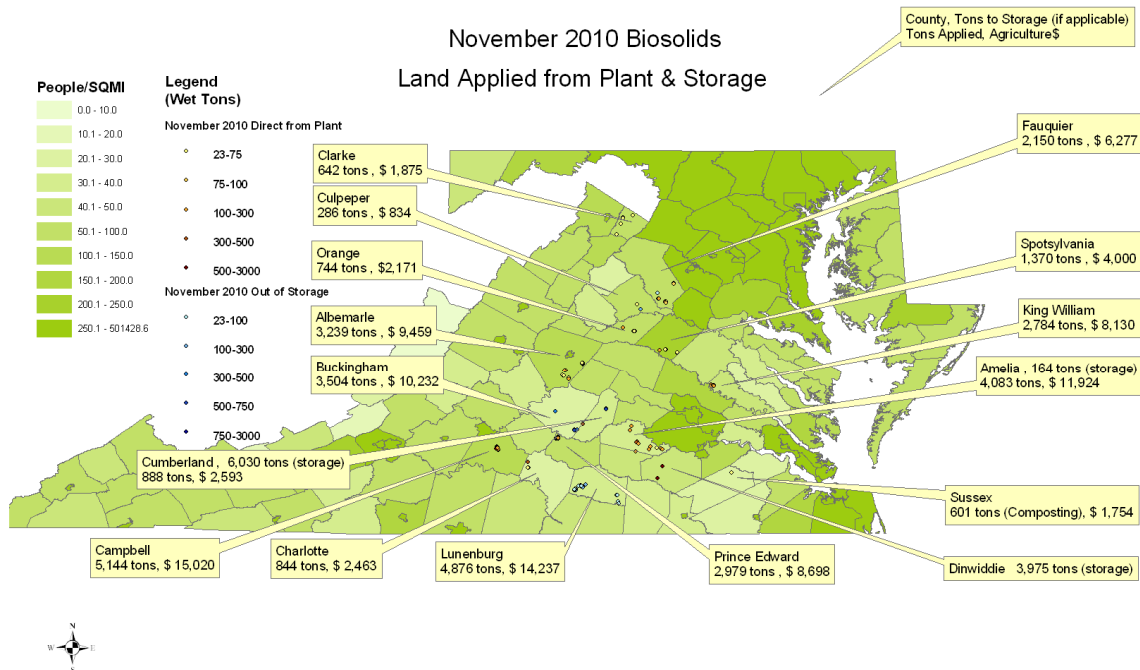 November 2010 Biosolids
Land Applied from Plant & Storage
County, Tons to Storage (if applicable)
Tons Applied, Agriculture$
People/SQMI
0.0 - 10.0
10.1 - 20.0
20.1 - 30.0
30.1 - 40.0
40.1 - 50.0
50.1 - 100.0
100.1 - 150.0
150.1 - 200.0
200.1 - 250.0
250.1 - 501428.6
Legend
(Wet Tons)
November 2010 Direct from Plant
23-75
75-100
100-300
300-500
500-3000
November 2010 Out of Storage
23-100
100-300
300-500
500-750
750-3000
Clarke
642 tons , $ 1,875
Culpeper
286 tons , $ 834
Orange
744 tons , $2,171
Albemarle
3,239 tons , $ 9,459
Buckingham
3,504 tons , $ 10,232
Cumberland , 6,030 tons (storage)
888 tons, $ 2,593
Campbell
5,144 tons , $ 15,020
Charlotte
844 tons, $ 2,463
Lunenburg
4,876 tons , $ 14,237
Prince Edward
2,979 tons , $ 8,698
Dinwiddie 3,975 tons (storage)
Sussex
601 tons (Composting), $ 1,754
Amelia , 164 tons (storage)
4,083 tons , $ 11,924
King William
2,784 tons , $ 8,130
Spotsylvania
1,370 tons , $ 4,000
Fauquier
2,150 tons , $ 6,277
N
W E
S